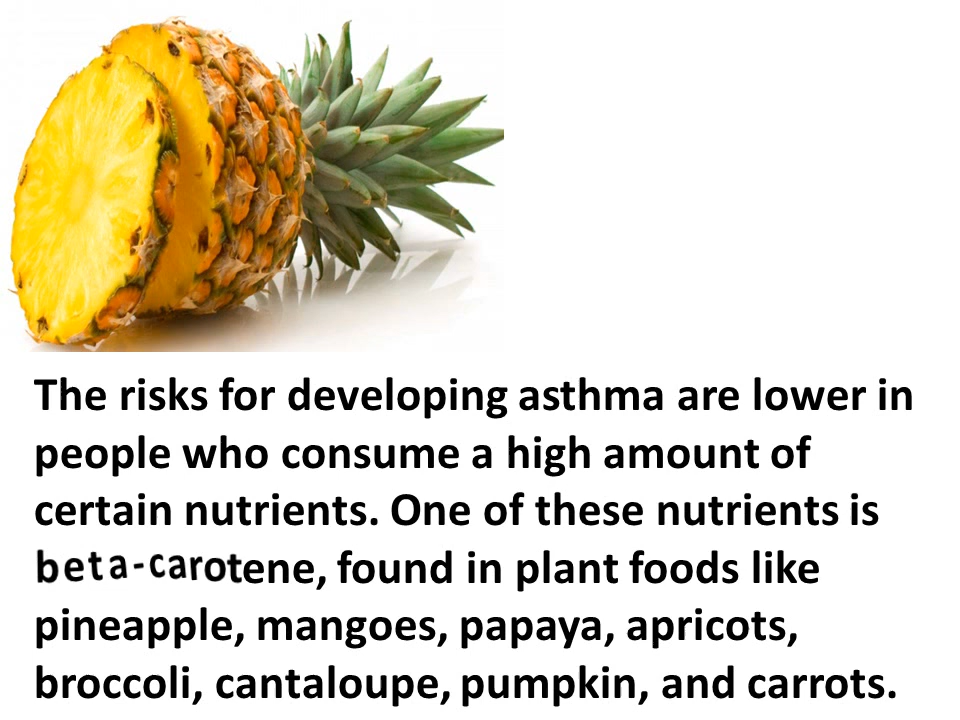 The risks for developing asthma are lower in
people who consume a high amount of
certain nutrients. One of these nutrients is
beta-carotene, found in plant foods like
pineapple, mangoes, papaya, apricots,
broccoli, cantaloupe, pumpkin, and carrots.